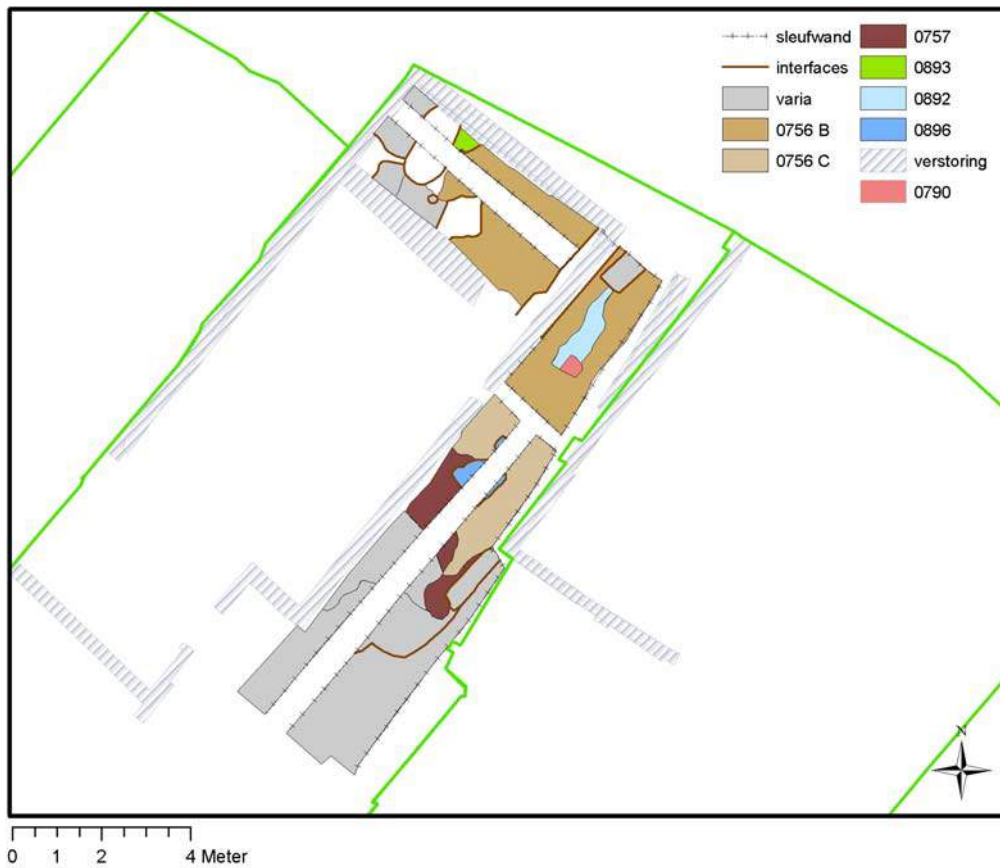 sleufwand
interfaces
varia
0756 B
0756 C
0757
0893
0892
0896
verstoring
0790
N
0 1 2 4 Meter